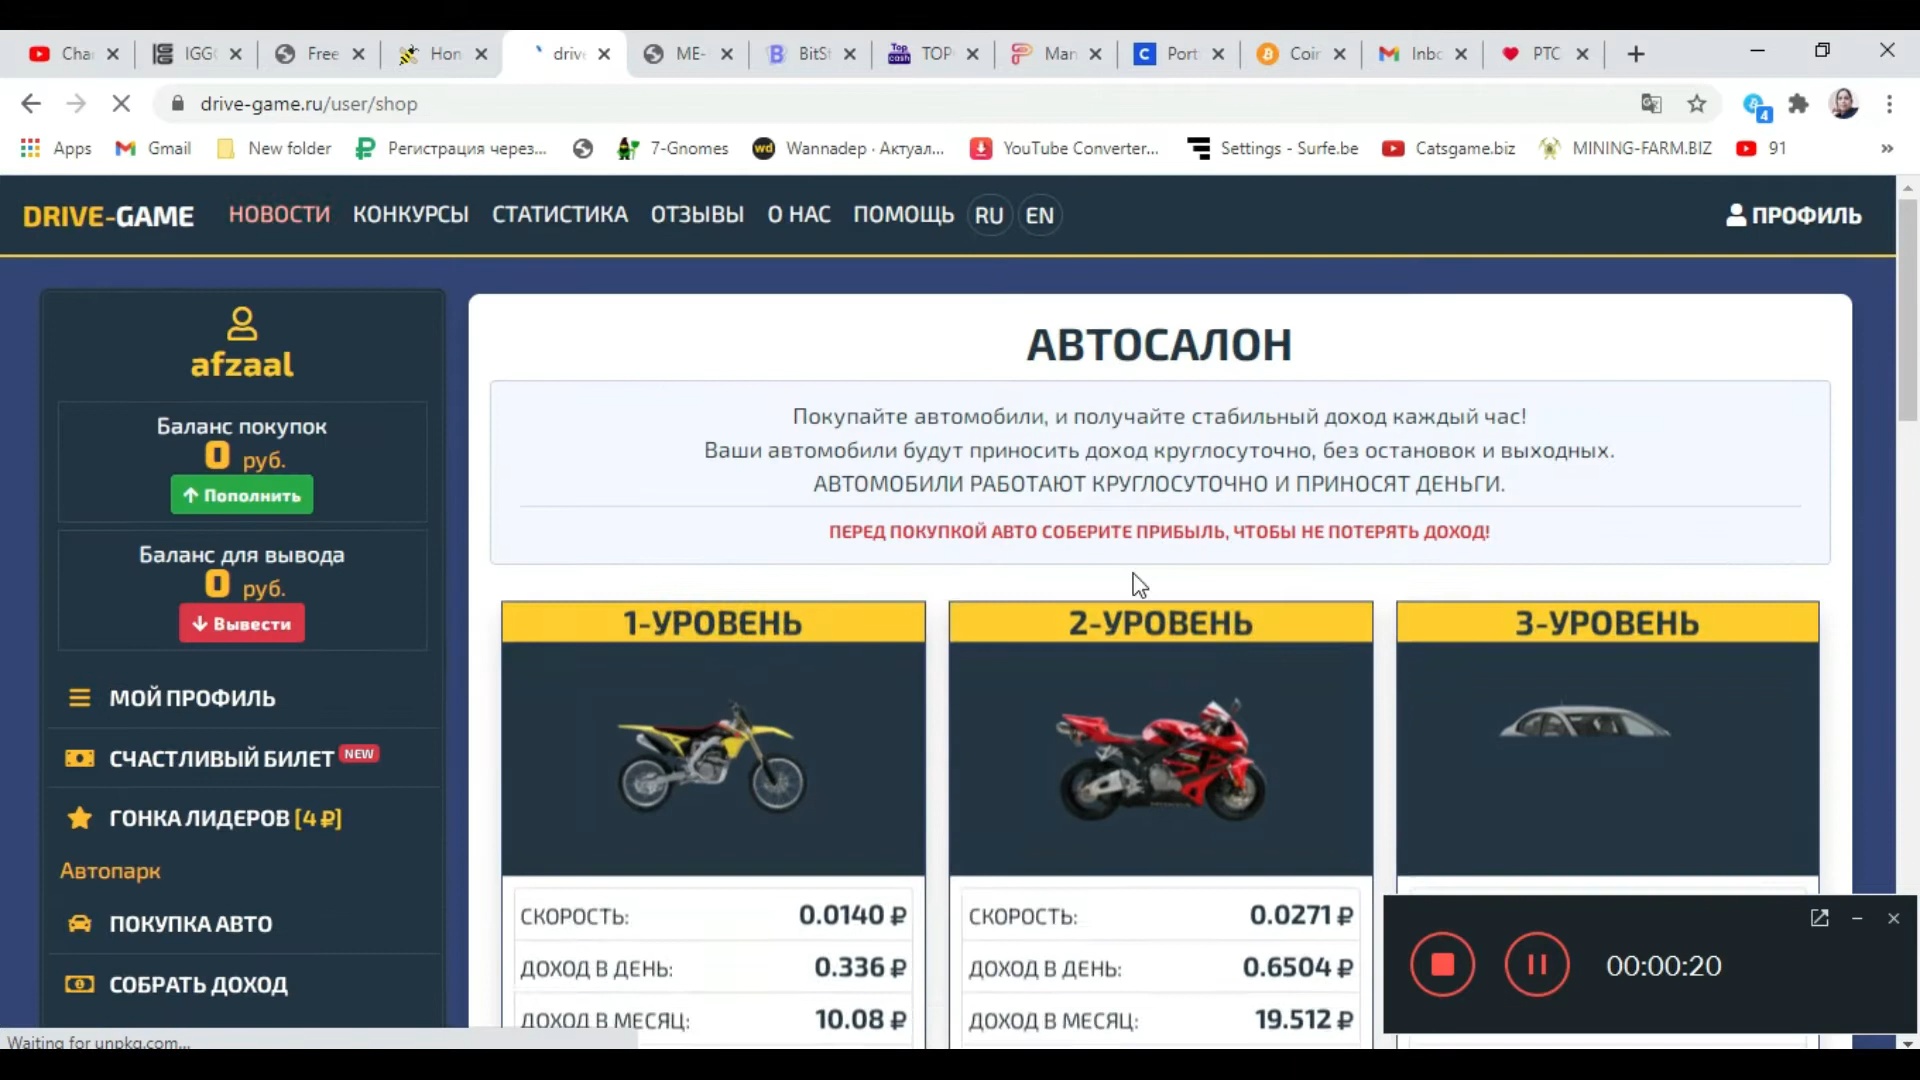 Cha
IGG
Free
Hon
drive
ME-
BitS
TOP
Man
Port
Coin
Inbo
PTC
drive-game.ru/user/shop
4
Apps
Gmail
New folder
Регистрация через...
7-Gnomes
wd
Wannadep · Актуал...
YouTube Converter...
Settings - Surfe.be
Catsgame.biz
MINING-FARM.BIZ
91
»
DRIVE-GAME
НОВОСТИ
КОНКУРСЫ
СТАТИСТИКА
ОТЗЫВЫ
О НАС
ПОМОЩЬ
RU
EN
ПРОФИЛЬ
afzaal
Баланс покупок
0 руб.
Пополнить
Баланс для вывода
0 руб.
Вывести
МОЙ ПРОФИЛЬ
СЧАСТЛИВЫЙ БИЛЕТ NEW
ГОНКА ЛИДЕРОВ [4 ₽]
Автопарк
ПОКУПКА АВТО
СОБРАТЬ ДОХОД
АВТОСАЛОН
Покупайте автомобили, и получайте стабильный доход каждый час!
Ваши автомобили будут приносить доход круглосуточно, без остановок и выходных.
АВТОМОБИЛИ РАБОТАЮТ КРУГЛОСУТОЧНО И ПРИНОСЯТ ДЕНЬГИ.
ПЕРЕД ПОКУПКОЙ АВТО СОБЕРИТЕ ПРИБЫЛЬ, ЧТОБЫ НЕ ПОТЕРЯТЬ ДОХОД!
1-УРОВЕНЬ
СКОРОСТЬ: 0.0140 ₽
ДОХОД В ДЕНЬ: 0.336 ₽
ДОХОД В МЕСЯЦ: 10.08 ₽
2-УРОВЕНЬ
СКОРОСТЬ: 0.0271 ₽
ДОХОД В ДЕНЬ: 0.6504 ₽
ДОХОД В МЕСЯЦ: 19.512 ₽
3-УРОВЕНЬ
00:00:20
Waiting for unpkg.com...